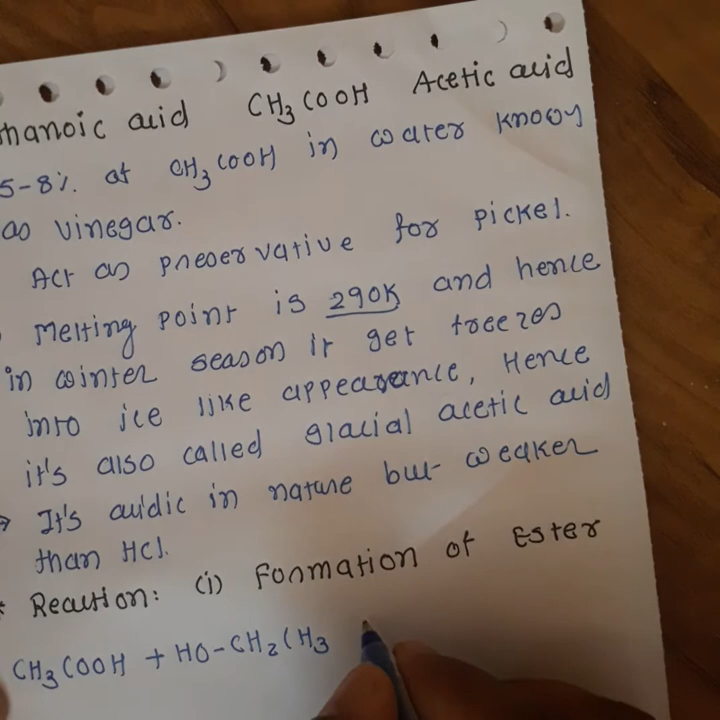 thanoic acid CH3COOH Acetic acid
5-8% of CH3COOH in water known
as vinegar.
Act as preservative for pickel.
Melting point is 290K and hence
in winter season it get freezes
into ice like appearance, Hence
it's also called glacial acetic acid
→ It's acidic in nature but weaker
than HCl.
* Reaction: (i) Formation of Ester
CH3COOH + HO-CH2CH3